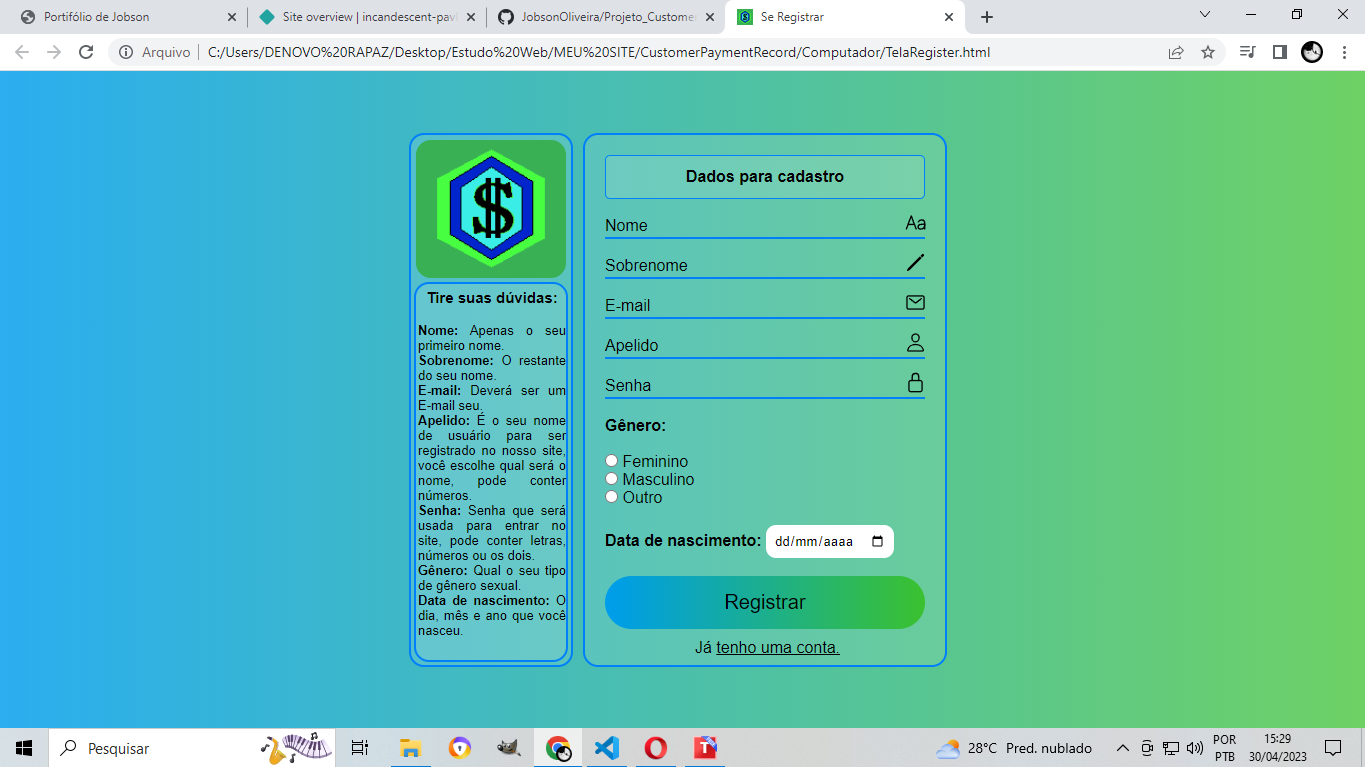 Portifólio de Jobson
Site overview | incandescent-pavl
JobsonOliveira/Projeto_Custome
Se Registrar
Arquivo
C:/Users/DENOVO%20RAPAZ/Desktop/Estudo%20Web/MEU%20SITE/CustomerPaymentRecord/Computador/TelaRegister.html
$
Tire suas dúvidas:
Nome: Apenas o seu
primeiro nome.
Sobrenome: O restante
do seu nome.
E-mail: Deverá ser um
E-mail seu.
Apelido: É o seu nome
de usuário para ser
registrado no nosso site,
você escolhe qual será o
nome, pode conter
números.
Senha: Senha que será
usada para entrar no
site, pode conter letras,
números ou os dois.
Gênero: Qual o seu tipo
de gênero sexual.
Data de nascimento: O
dia, mês e ano que você
nasceu.
Dados para cadastro
Nome
Aa
Sobrenome
E-mail
Apelido
Senha
Gênero:
Feminino
Masculino
Outro
Data de nascimento: dd/mm/aaaa
Registrar
Já tenho uma conta.
Pesquisar
T
28°C Pred. nublado
POR
PTB
15:29
30/04/2023